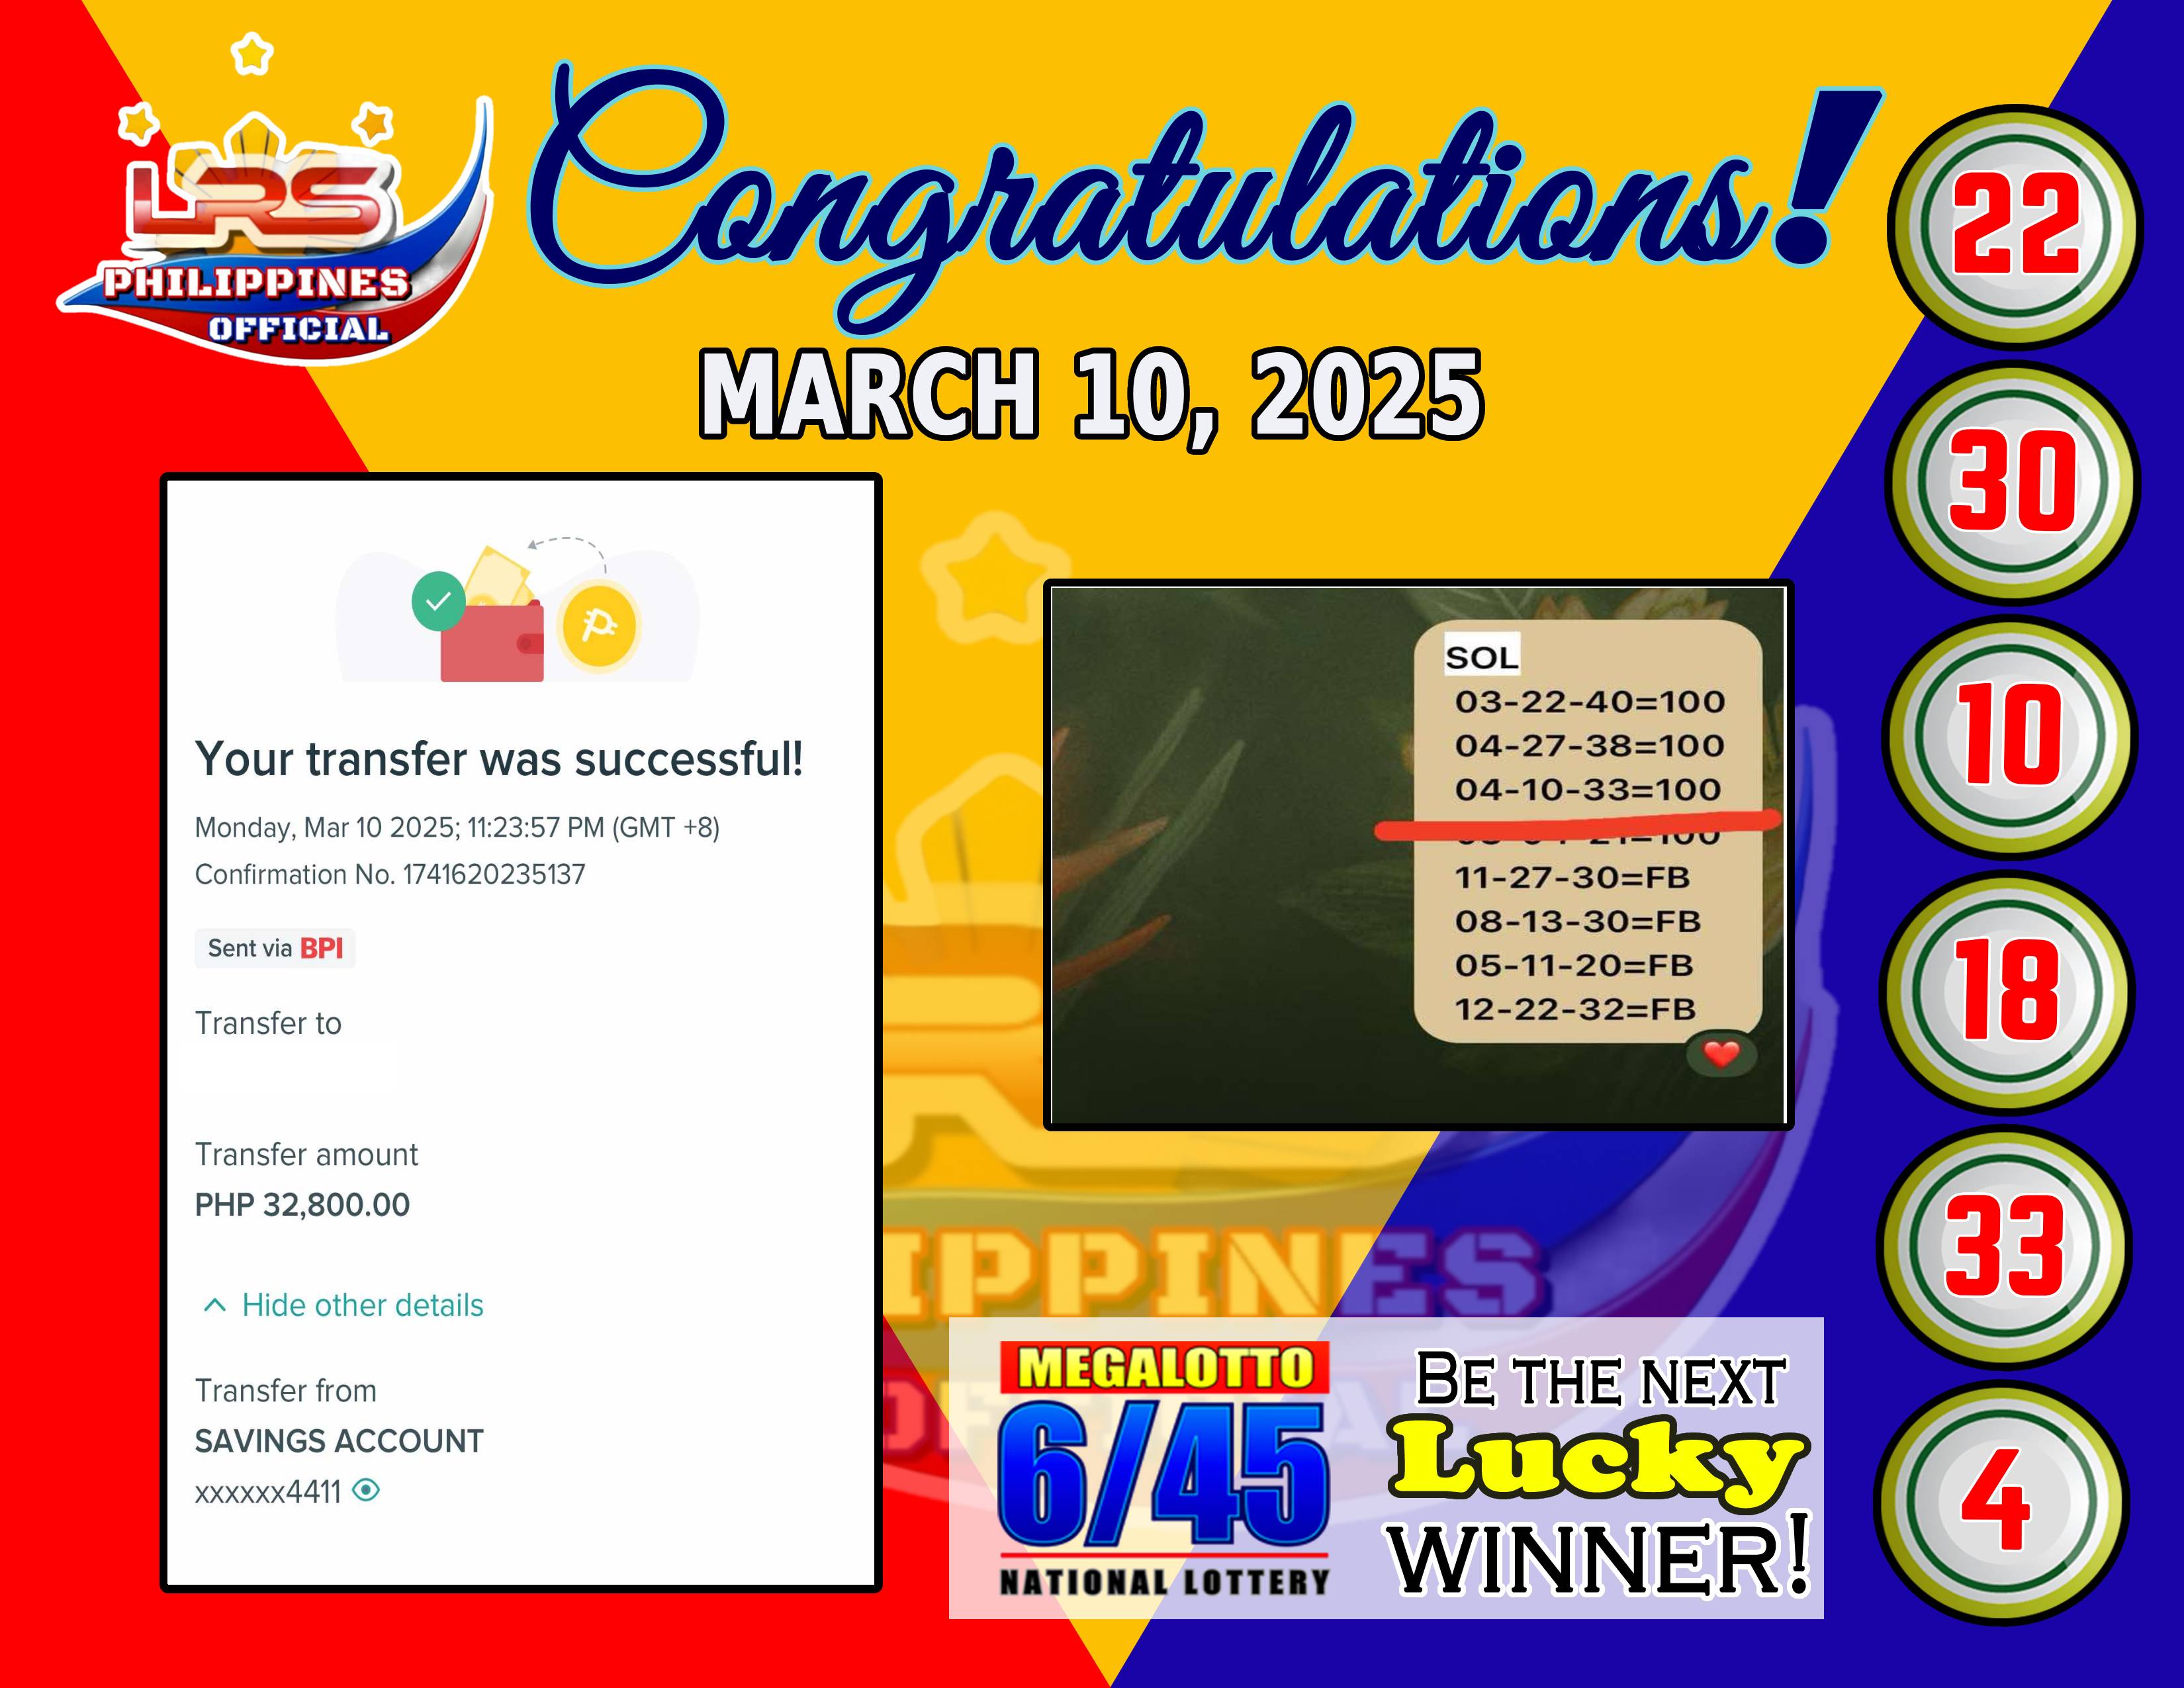 LRS
PHILIPPINES
OFFICIAL
Congratulations!
MARCH 10, 2025
Your transfer was successful!
Monday, Mar 10 2025; 11:23:57 PM (GMT +8)
Confirmation No. 1741620235137
Sent via BPI
Transfer to
Transfer amount
PHP 32,800.00
Hide other details
Transfer from
SAVINGS ACCOUNT
xxxxxx4411
SOL
03-22-40=100
04-27-38=100
04-10-33=100
11-27-30=FB
08-13-30=FB
05-11-20=FB
12-22-32=FB
MEGALOTTO
6/45
NATIONAL LOTTERY
BE THE NEXT
Lucky
WINNER!
22
30
10
18
33
4